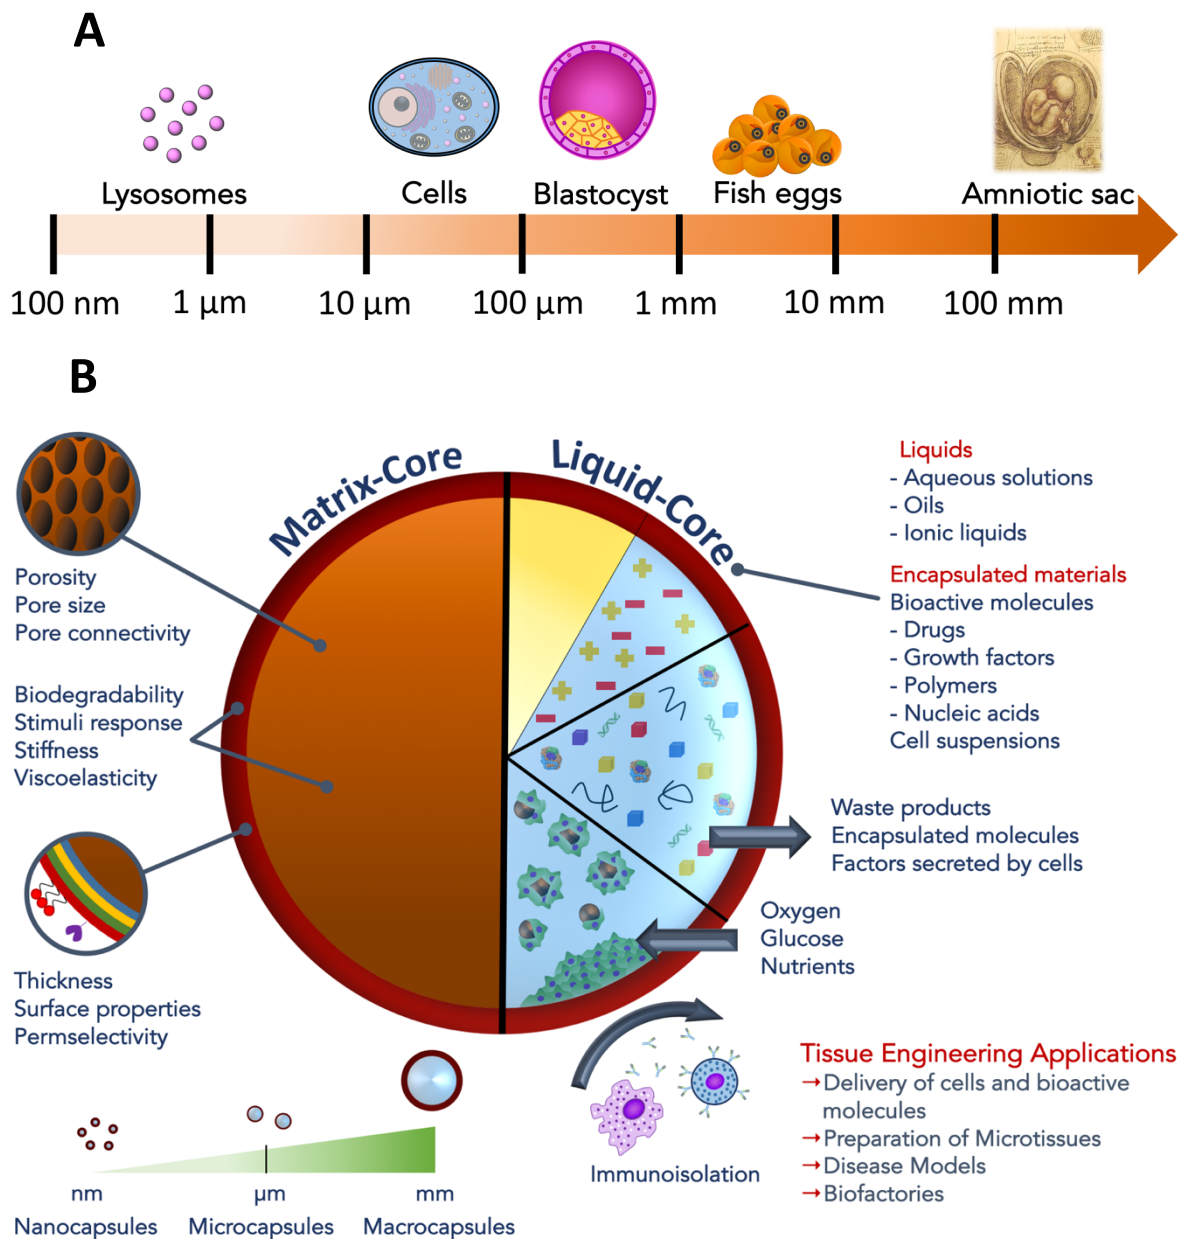 A
Lysosomes
Cells
Blastocyst
Fish eggs
Amniotic sac
100 nm
1 µm
10 µm
100 µm
1 mm
10 mm
100 mm
B
Matrix-Core
Liquid-Core
Porosity
Pore size
Pore connectivity
Biodegradability
Stimuli response
Stiffness
Viscoelasticity
Thickness
Surface properties
Permselectivity
Liquids
- Aqueous solutions
- Oils
- Ionic liquids
Encapsulated materials
Bioactive molecules
- Drugs
- Growth factors
- Polymers
- Nucleic acids
Cell suspensions
Waste products
Encapsulated molecules
Factors secreted by cells
Oxygen
Glucose
Nutrients
Immunoisolation
Tissue Engineering Applications
→Delivery of cells and bioactive
molecules
→Preparation of Microtissues
→Disease Models
→Biofactories
nm
µm
mm
Nanocapsules
Microcapsules
Macrocapsules